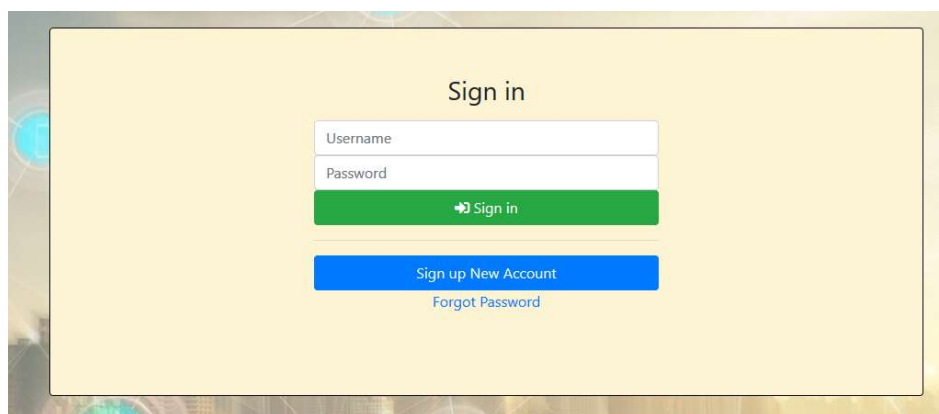 Sign in
Username
Password
Sign in
Sign up New Account
Forgot Password